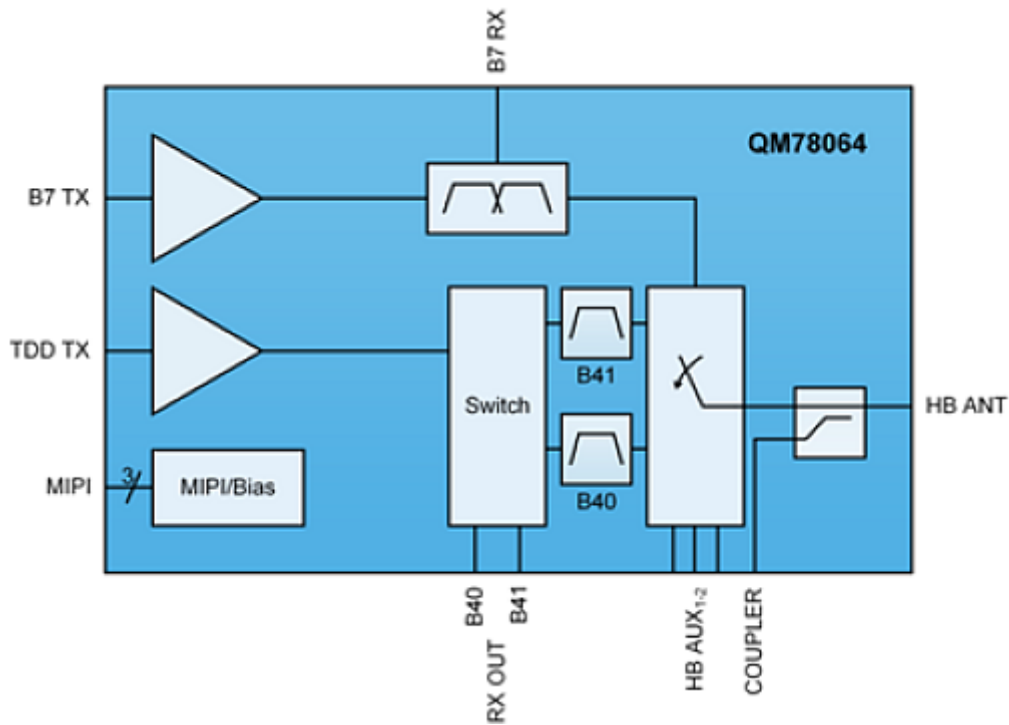 B7 RX
QM78064
B7 TX
TDD TX
B41
Switch
HB ANT
B40
MIPI
3
MIPI/Bias
B40
B41
RX OUT
HB AUX1-2
COUPLER